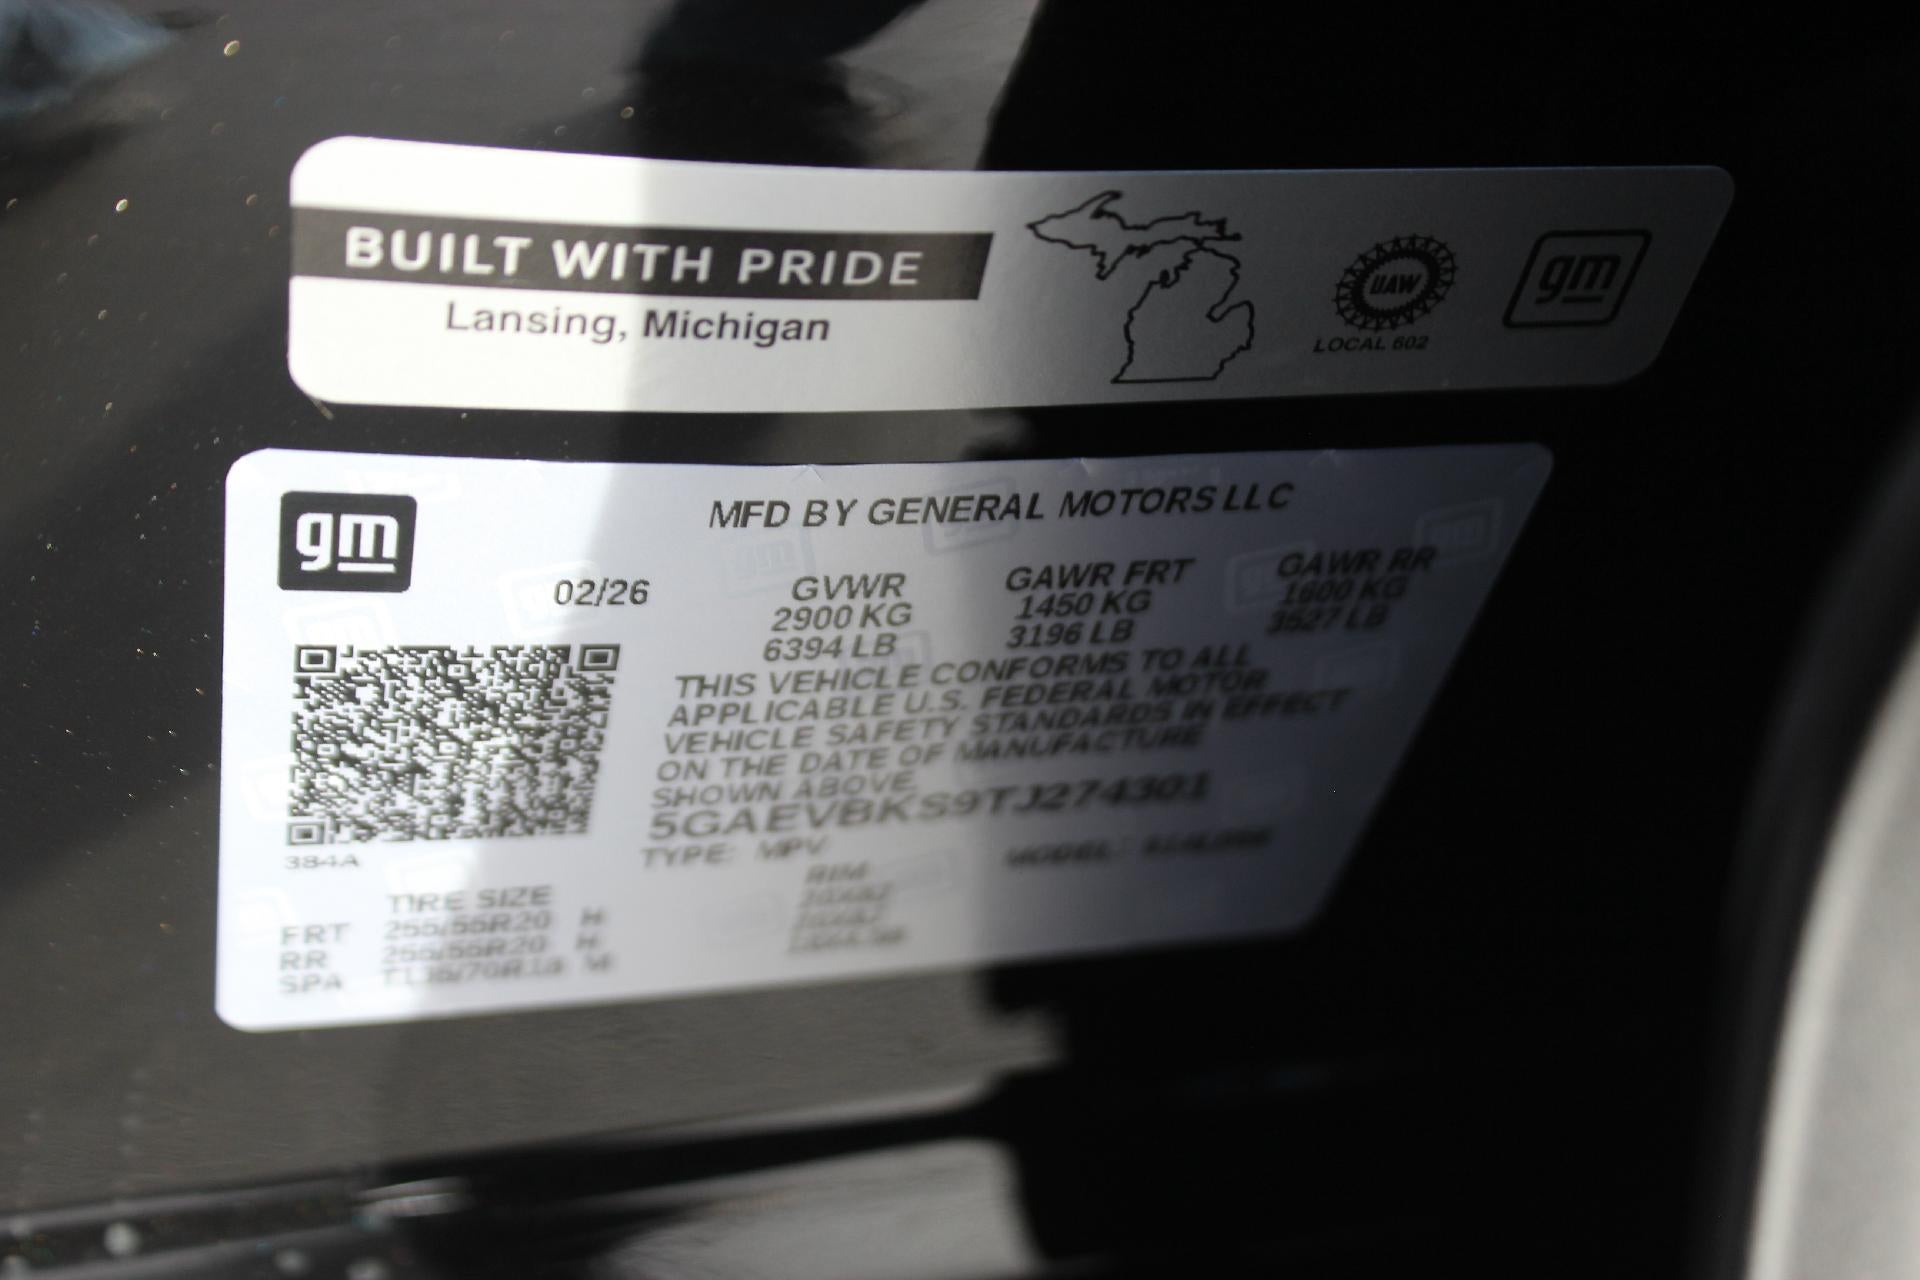 BUILT WITH PRIDE
Lansing, Michigan
UAW
LOCAL 602
gm
gm
MFD BY GENERAL MOTORS LLC
02/26
GVWR
2900 KG
6394 LB
GAWR FRT
1450 KG
3196 LB
GAWR RR
1600 KG
3527 LB
THIS VEHICLE CONFORMS TO ALL
APPLICABLE U.S. FEDERAL MOTOR
VEHICLE SAFETY STANDARDS IN EFFECT
ON THE DATE OF MANUFACTURE
SHOWN ABOVE
5GAEVBKS9TJ274301
TYPE: MPV
MODEL:
384A
TIRE SIZE
RIM
FRT 255/55R20 H
RR 255/55R20 H
SPA